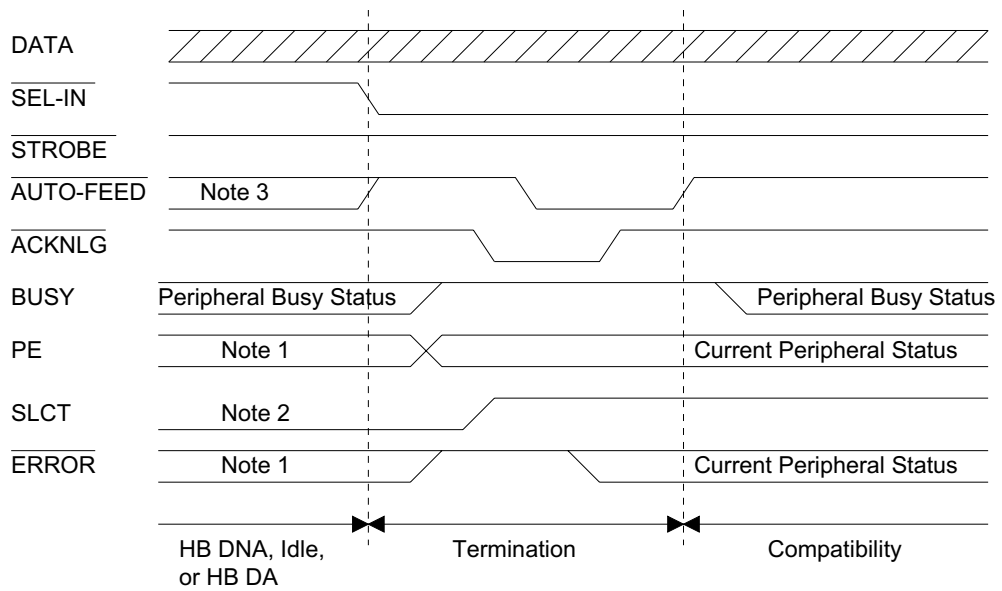 DATA
SEL-IN
STROBE
AUTO-FEED Note 3
ACKNLG
BUSY Peripheral Busy Status Peripheral Busy Status
PE Note 1 Current Peripheral Status
SLCT Note 2
ERROR Note 1 Current Peripheral Status
HB DNA, Idle, Termination Compatibility
or HB DA